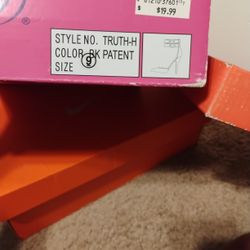 $19.99
STYLE NO. TRUTH-H
COLOR BK PATENT
SIZE 9